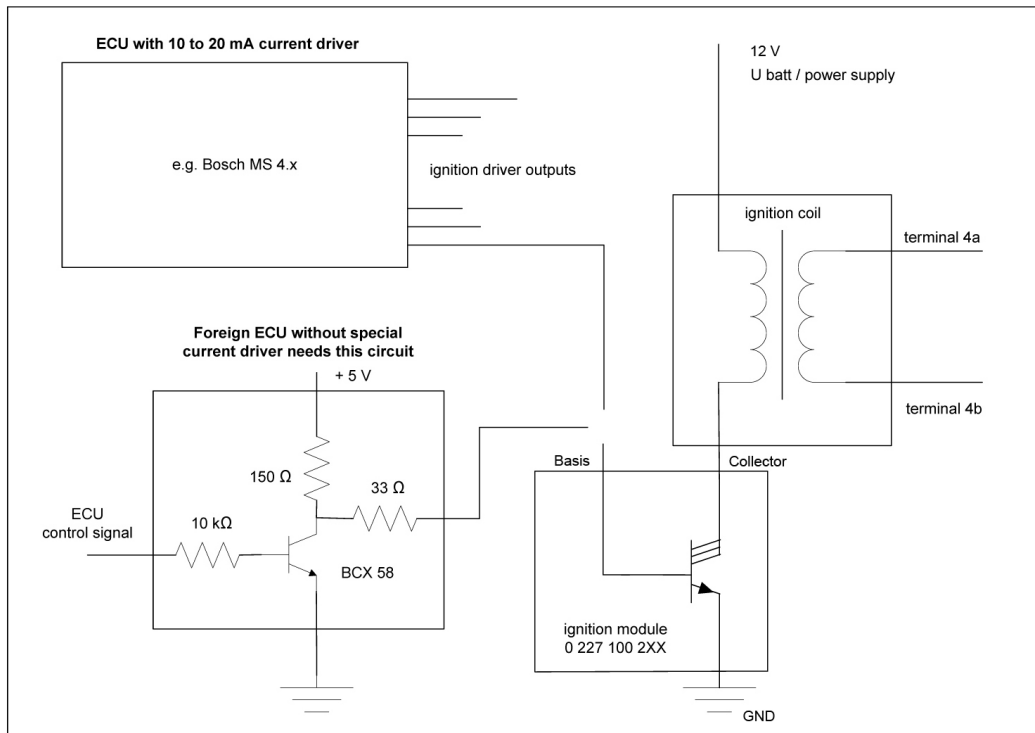 ECU with 10 to 20 mA current driver
12 V
U batt / power supply
e.g. Bosch MS 4.x
ignition driver outputs
ignition coil
terminal 4a
Foreign ECU without special
current driver needs this circuit
+ 5 V
terminal 4b
Basis
Collector
150 Ω
33 Ω
ECU
control signal
10 kΩ
BCX 58
ignition module
0 227 100 2XX
GND